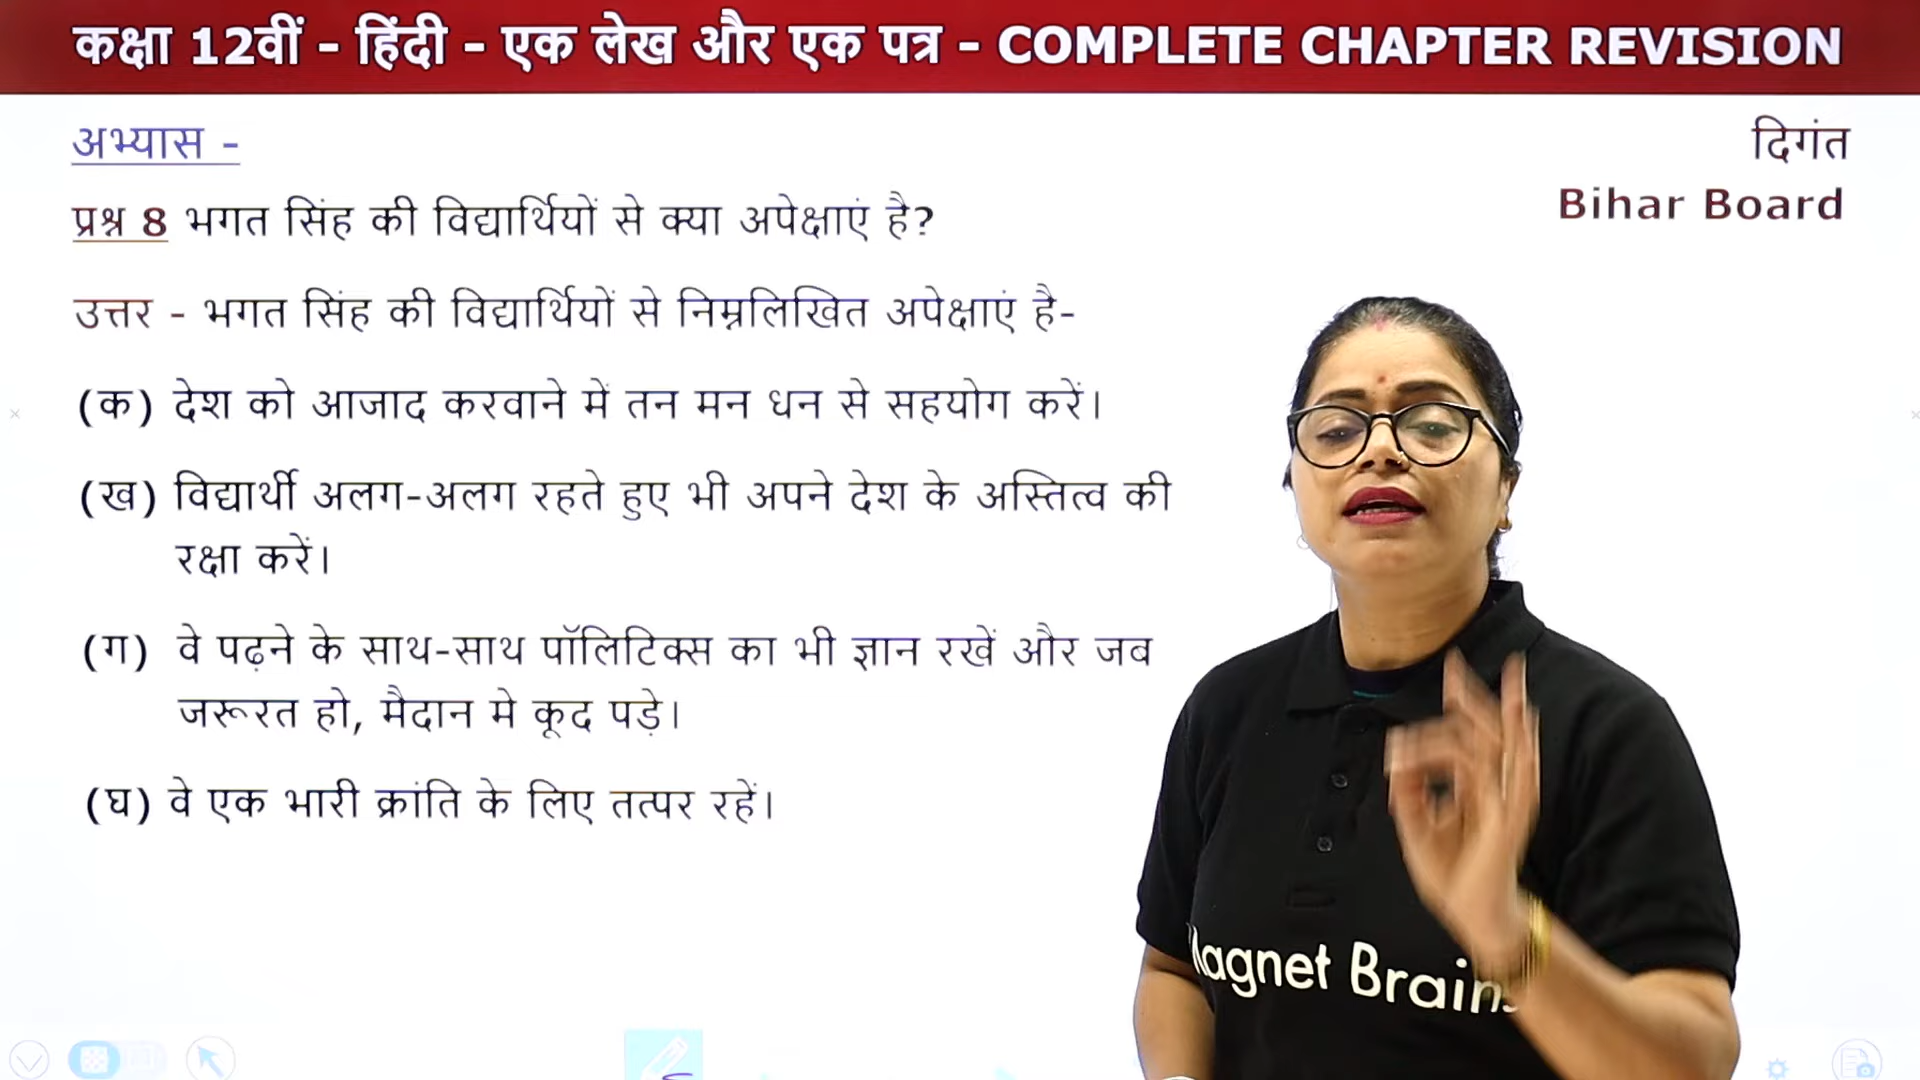 कक्षा 12वीं - हिंदी - एक लेख और एक पत्र - COMPLETE CHAPTER REVISION
अभ्यास -
दिगंत
Bihar Board
प्रश्न 8 भगत सिंह की विद्यार्थियों से क्या अपेक्षाएं है?
उत्तर - भगत सिंह की विद्यार्थियों से निम्नलिखित अपेक्षाएं है-
(क) देश को आजाद करवाने में तन मन धन से सहयोग करें।
(ख) विद्यार्थी अलग-अलग रहते हुए भी अपने देश के अस्तित्व की
रक्षा करें।
(ग) वे पढ़ने के साथ-साथ पॉलिटिक्स का भी ज्ञान रखें और जब
जरूरत हो, मैदान मे कूद पड़े।
(घ) वे एक भारी क्रांति के लिए तत्पर रहें।
Magnet Brains